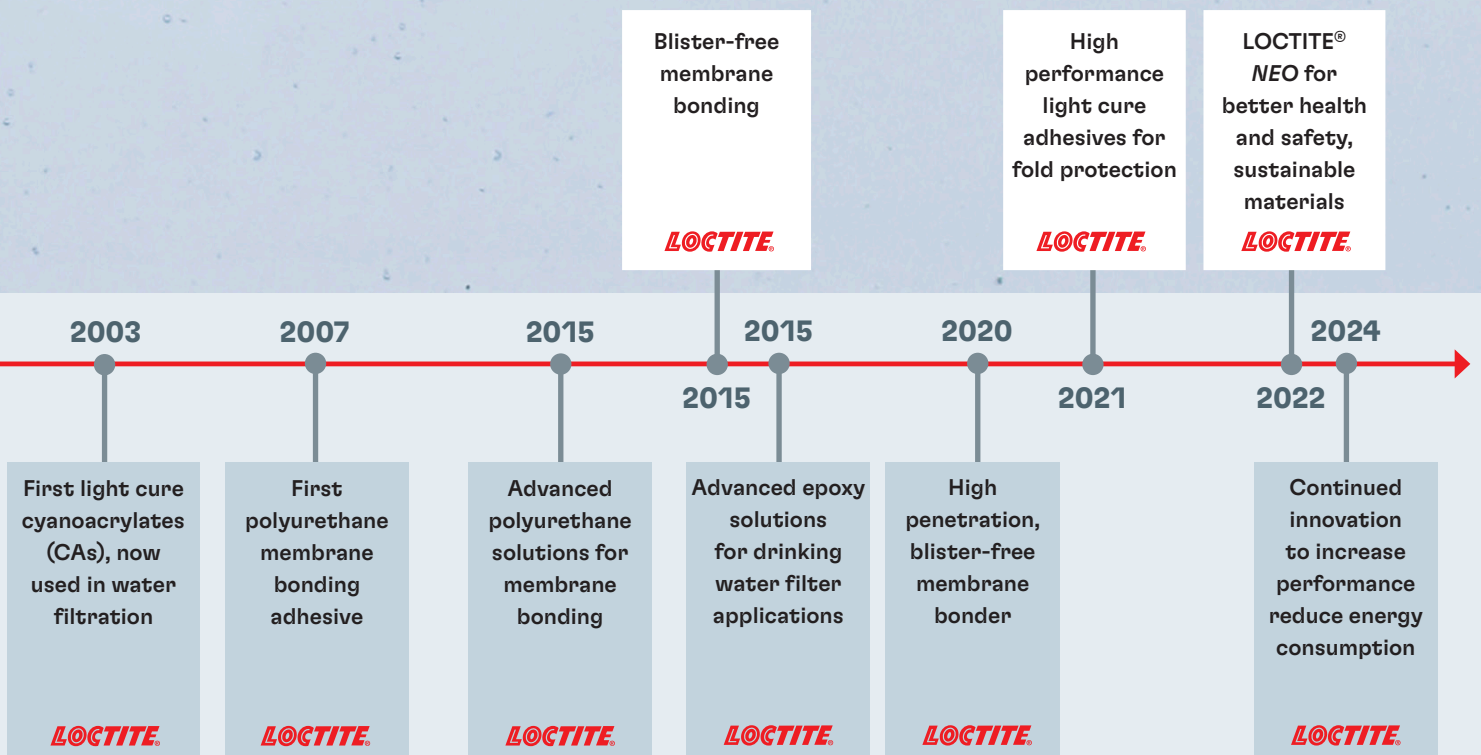 Blister-free
membrane
bonding
LOCTITE®
High
performance
light cure
adhesives for
fold protection
LOCTITE®
LOCTITE®
NEO for
better health
and safety,
sustainable
materials
LOCTITE®
2003
2007
2015
2015
2020
2024
2015
2021
2022
First light cure
cyanoacrylates
(CAs), now
used in water
filtration
LOCTITE®
First
polyurethane
membrane
bonding
adhesive
LOCTITE®
Advanced
polyurethane
solutions for
membrane
bonding
LOCTITE®
Advanced epoxy
solutions
for drinking
water filter
applications
LOCTITE®
High
penetration,
blister-free
membrane
bonder
LOCTITE®
Continued
innovation
to increase
performance
reduce energy
consumption
LOCTITE®